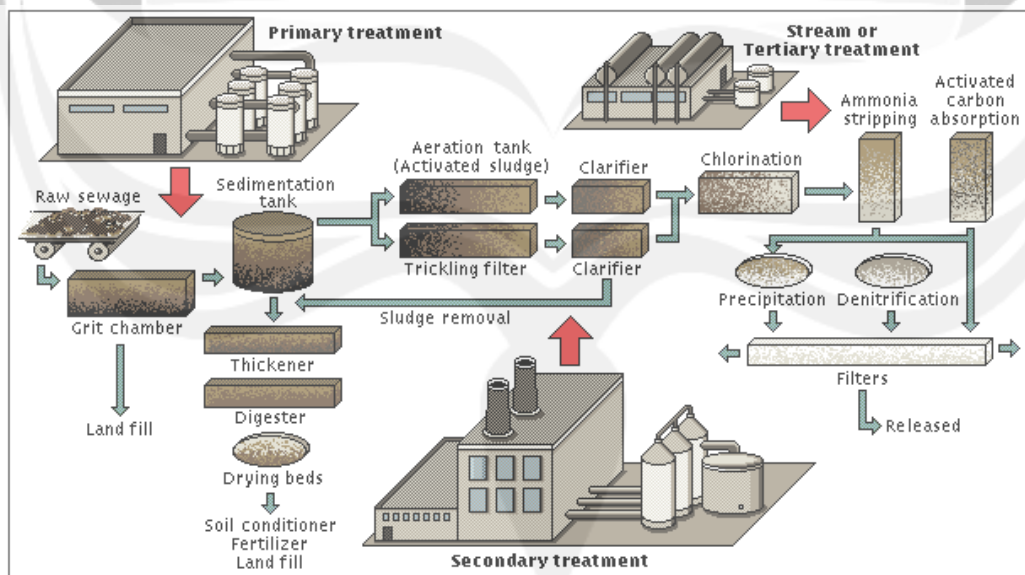 Primary treatment
Stream or
Tertiary treatment
Ammonia
stripping
Activated
carbon
absorption
Raw sewage
Sedimentation
tank
Aeration tank
(Activated sludge)
Clarifier
Chlorination
Trickling filter
Clarifier
Grit chamber
Sludge removal
Precipitation
Denitrification
Thickener
Filters
Land fill
Digester
Released
Drying beds
Soil conditioner
Fertilizer
Land fill
Secondary treatment